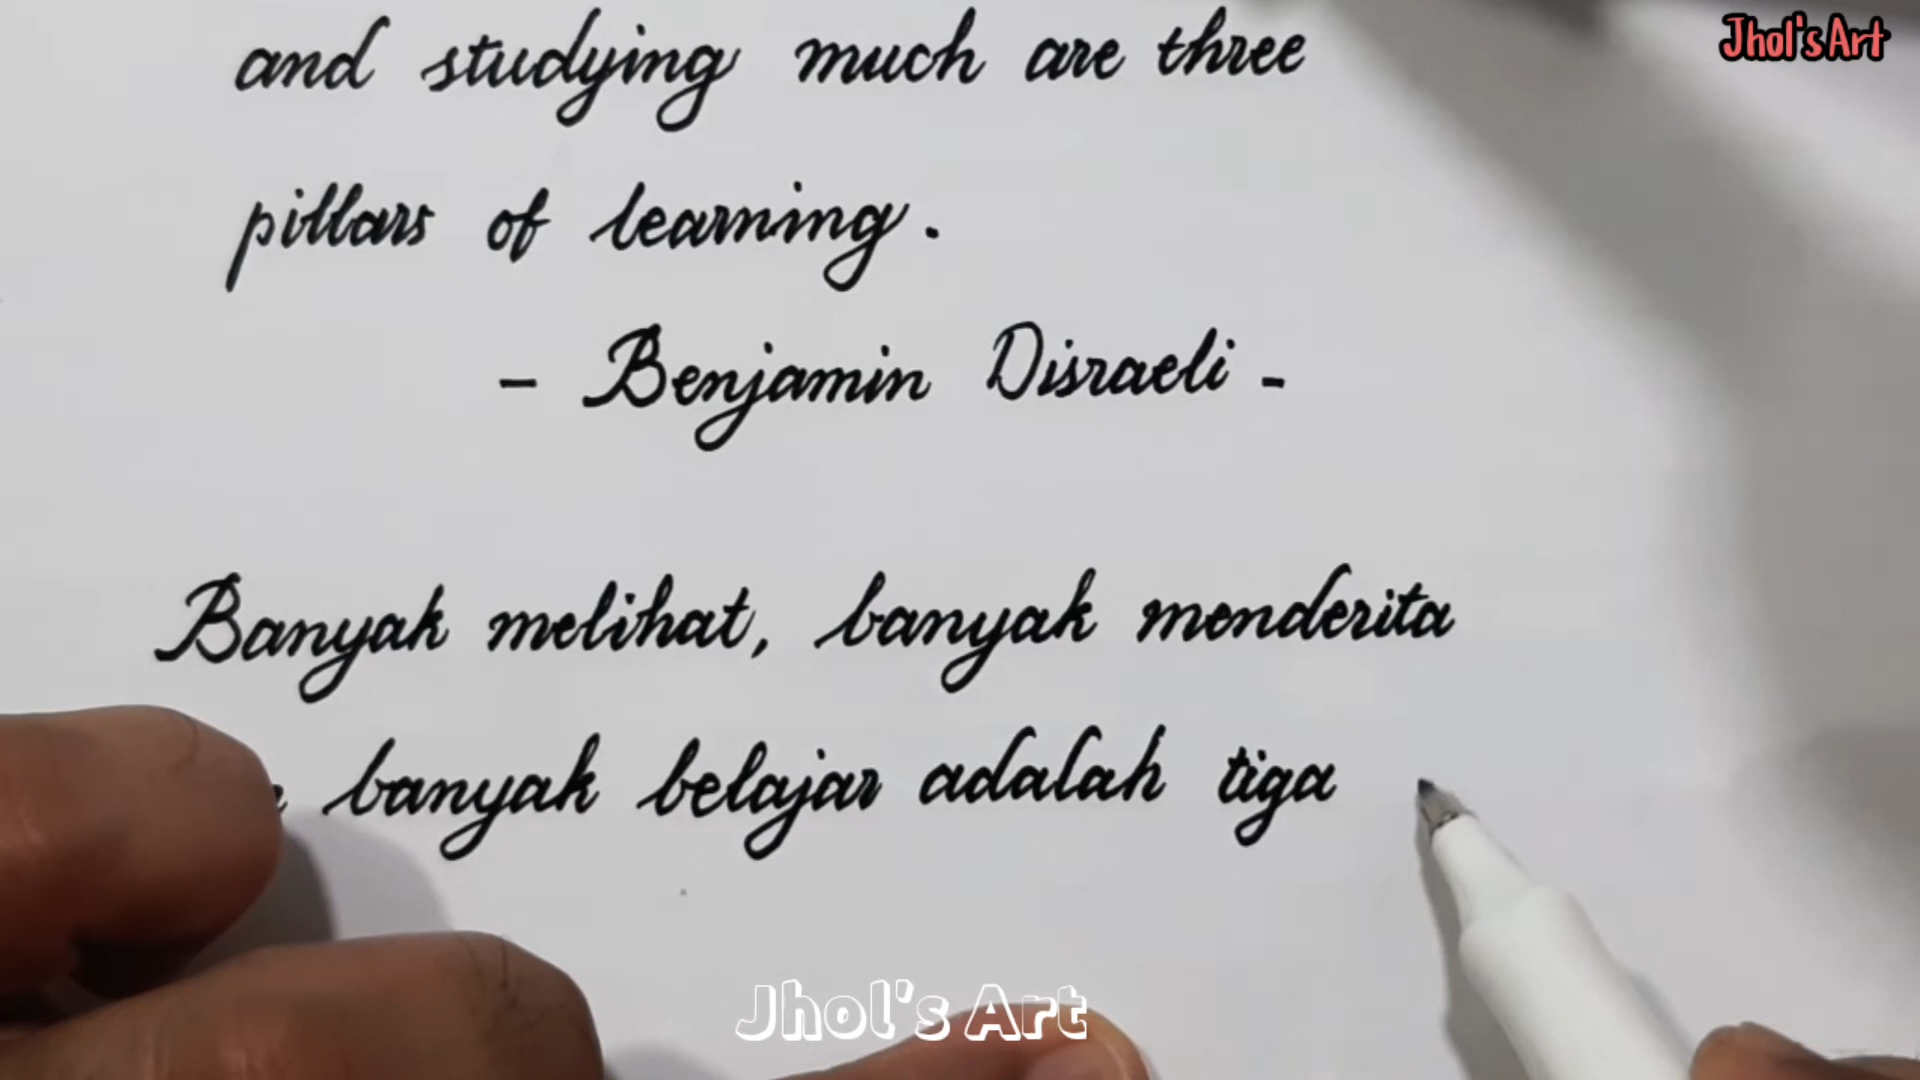 Jhol's Art
and studying much are three
pillars of learning.
- Benjamin Disraeli -
Banyak melihat, banyak menderita
banyak belajar adalah tiga
Jhol's Art